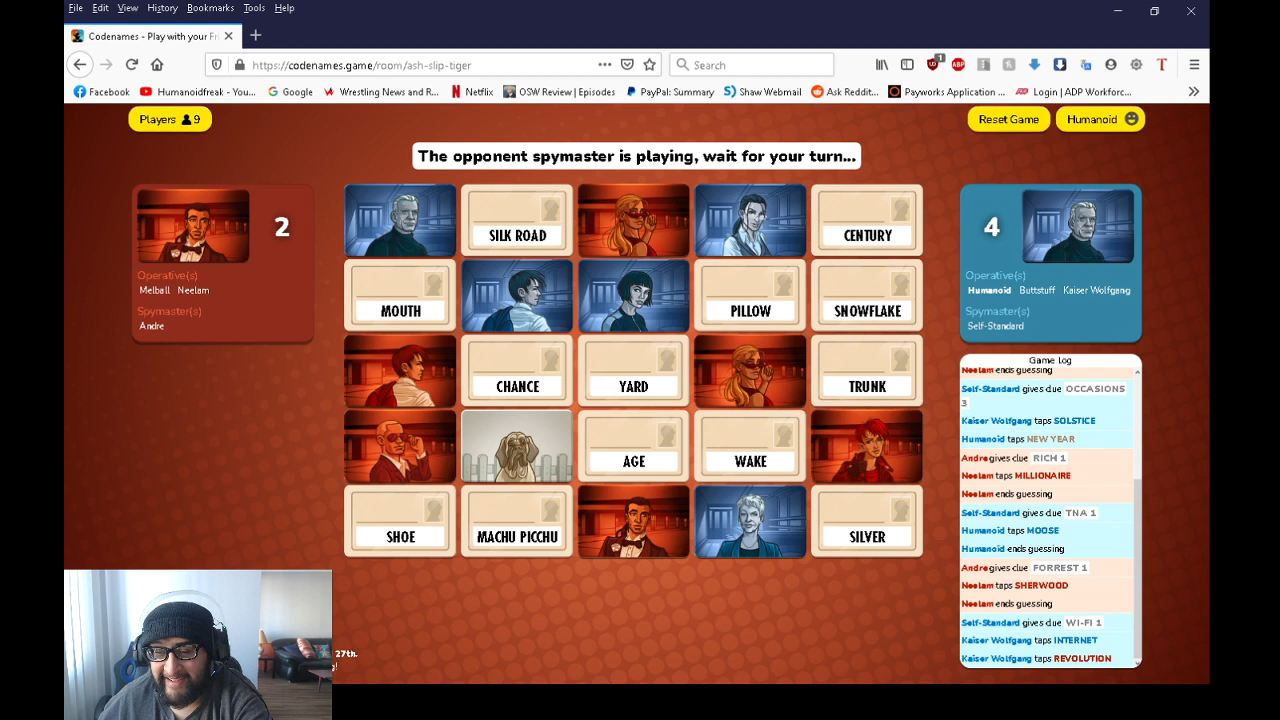 File Edit View History Bookmarks Tools Help
Codenames - Play with your Fri
https://codenames.game/room/ash-slip-tiger
Search
1
ABP
T
Facebook Humanoidfreak - You... Google Wrestling News and R... Netflix OSW Review | Episodes PayPal: Summary Shaw Webmail Ask Reddit... Payworks Application ... Login | ADP Workforc...
Players 9
Reset Game
Humanoid
The opponent spymaster is playing, wait for your turn...
2
Operative(s)
Melball Neelam
Spymaster(s)
Andre
SILK ROAD
CENTURY
MOUTH
PILLOW
SNOWFLAKE
CHANCE
YARD
TRUNK
AGE
WAKE
SHOE
MACHU PICCHU
SILVER
4
Operative(s)
Humanoid Buttstuff Kaiser Wolfgang
Spymaster(s)
Self-Standard
Game Log
Neelam ends guessing
Self-Standard gives clue OCCASIONS
3
Kaiser Wolfgang taps SOLSTICE
Humanoid taps NEW YEAR
Andre gives clue RICH 1
Neelam taps MILLIONAIRE
Neelam ends guessing
Self-Standard gives clue TNA 1
Humanoid taps MOOSE
Humanoid ends guessing
Andre gives clue FORREST 1
Neelam taps SHERWOOD
Neelam ends guessing
Self-Standard gives clue WI-FI 1
Kaiser Wolfgang taps INTERNET
Kaiser Wolfgang taps REVOLUTION
27th.